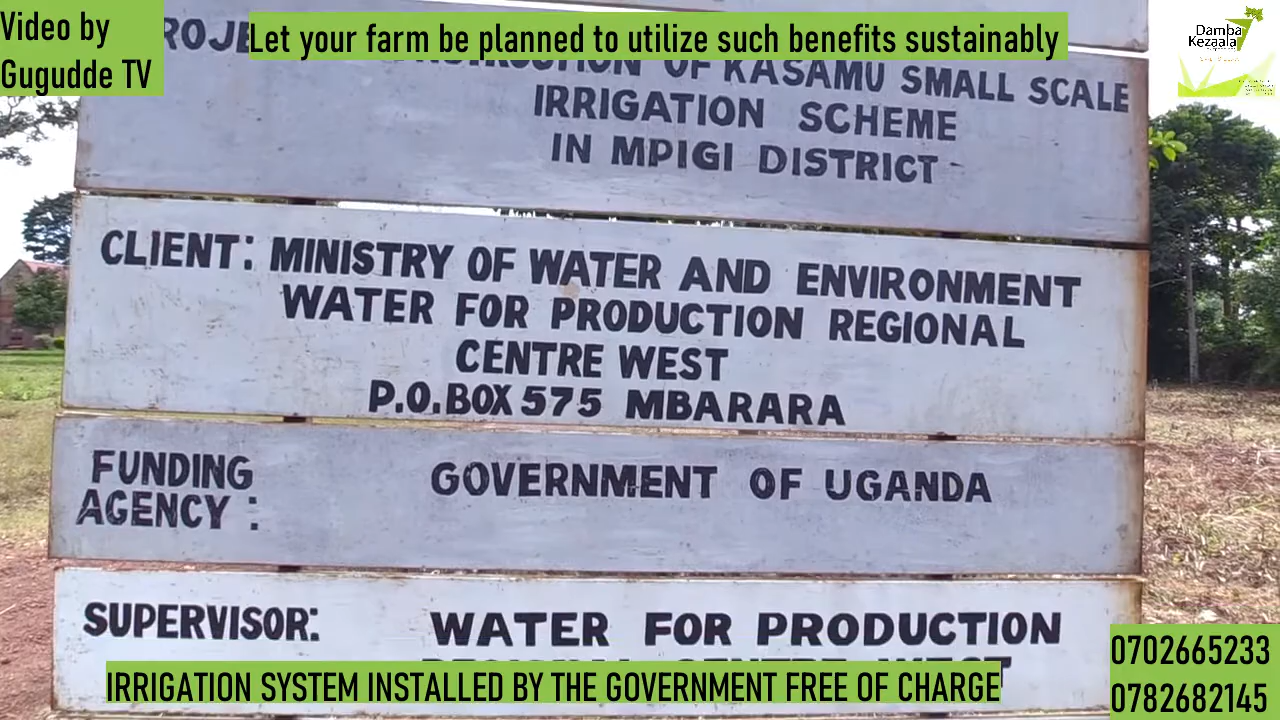 Video by
Gugudde TV
Let your farm be planned to utilize such benefits sustainably
Damba
Kezaala
OF KASAMU SMALL SCALE
IRRIGATION SCHEME
IN MPIGI DISTRICT
CLIENT: MINISTRY OF WATER AND ENVIRONMENT
WATER FOR PRODUCTION REGIONAL
CENTRE WEST
P.O.BOX 575 MBARARA
FUNDING
AGENCY :
GOVERNMENT OF UGANDA
SUPERVISOR: WATER FOR PRODUCTION
IRRIGATION SYSTEM INSTALLED BY THE GOVERNMENT FREE OF CHARGE
0702665233
0782682145